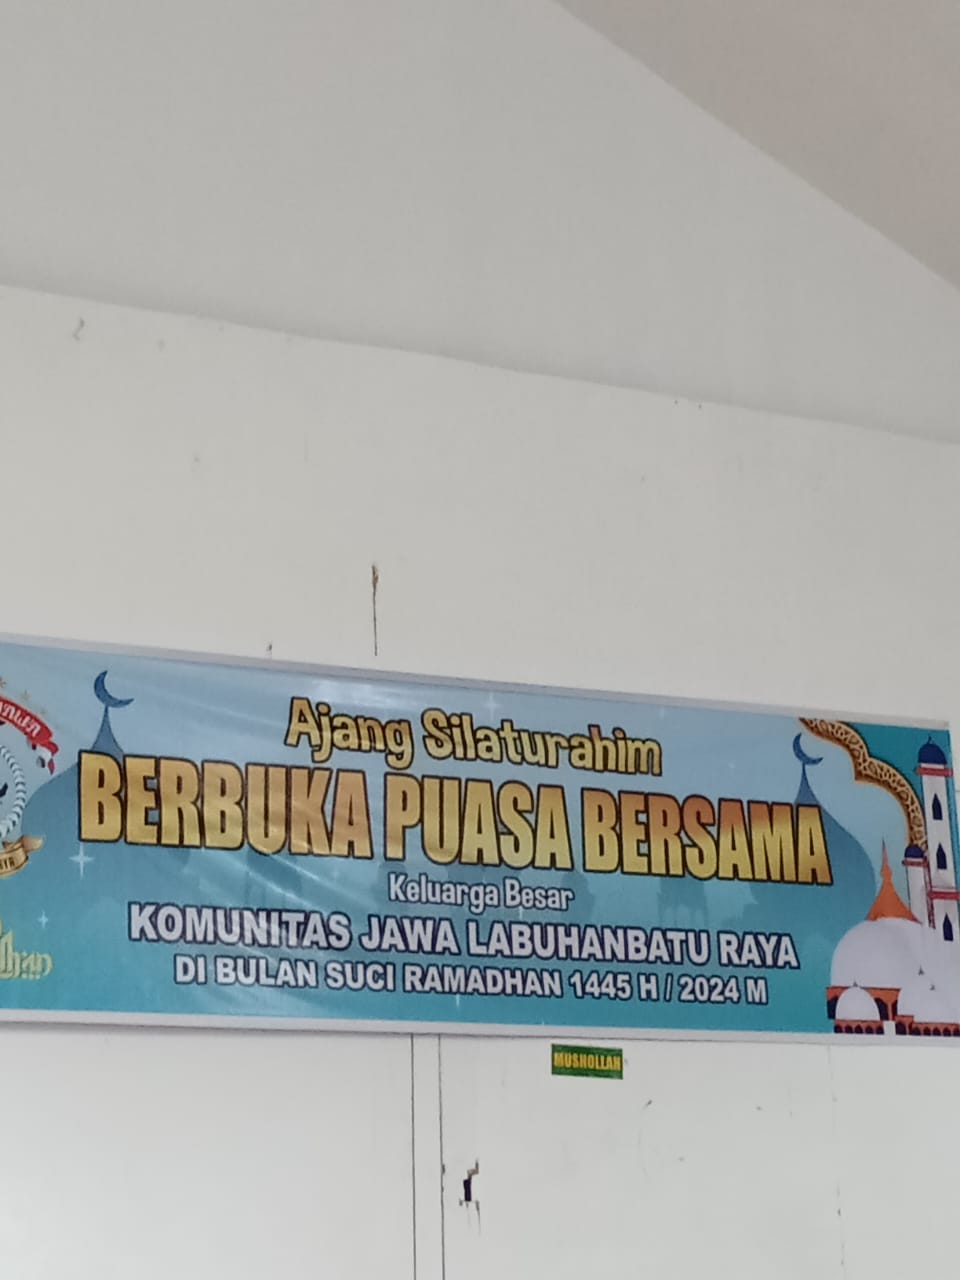 Ajang Silaturahim
BERBUKA PUASA BERSAMA
Keluarga Besar
KOMUNITAS JAWA LABUHANBATU RAYA
DI BULAN SUCI RAMADHAN 1445 H / 2024 M
MUSHOLLAH